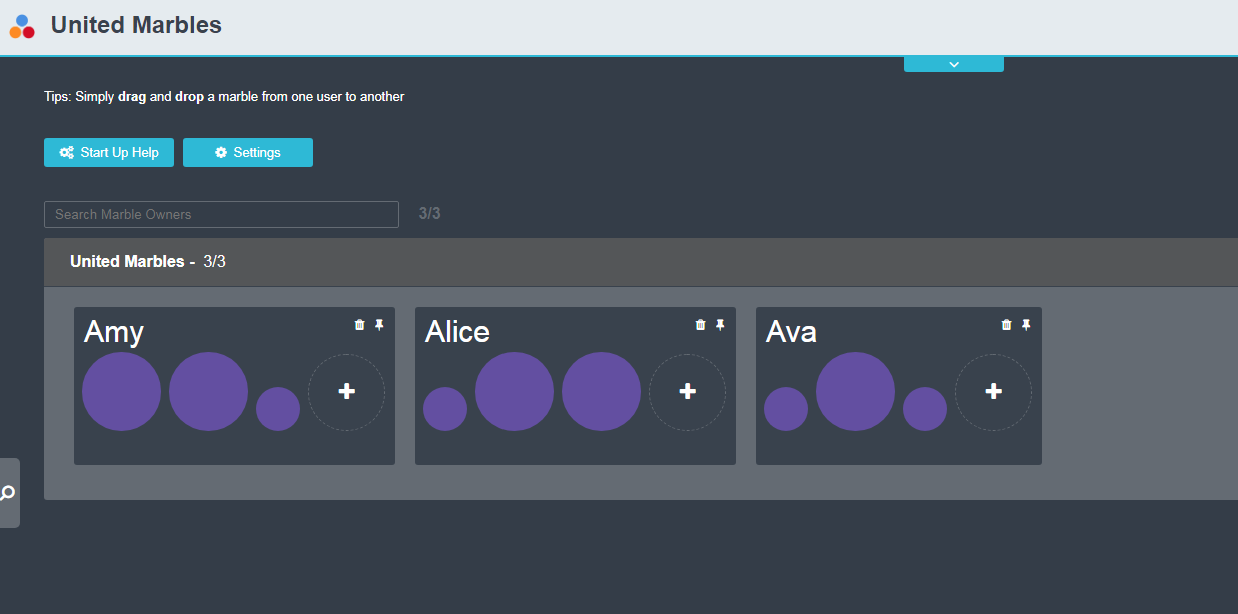 United Marbles
Tips: Simply drag and drop a marble from one user to another
Start Up Help
Settings
Search Marble Owners
3/3
United Marbles - 3/3
Amy
Alice
Ava